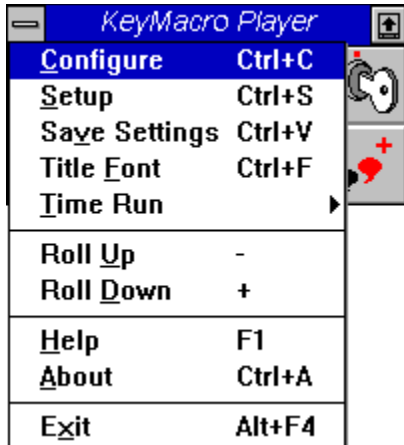 KeyMacro Player
Configure Ctrl+C
Setup Ctrl+S
Save Settings Ctrl+V
Title Font Ctrl+F
Time Run
Roll Up -
Roll Down +
Help F1
About Ctrl+A
Exit Alt+F4